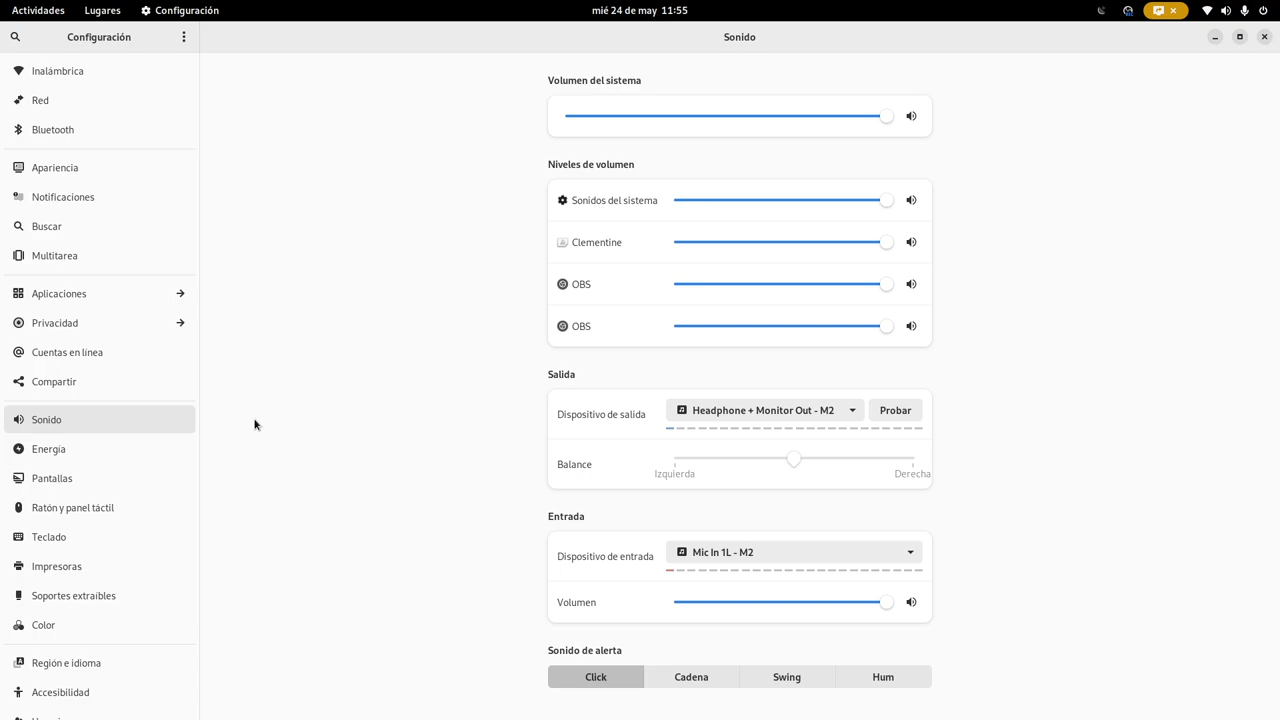 Actividades Lugares Configuración mié 24 de may 11:55
Configuración
Sonido
Inalámbrica
Red
Bluetooth
Apariencia
Notificaciones
Buscar
Multitarea
Aplicaciones
Privacidad
Cuentas en línea
Compartir
Sonido
Energía
Pantallas
Ratón y panel táctil
Teclado
Impresoras
Soportes extraíbles
Color
Región e idioma
Accesibilidad
Volumen del sistema
Niveles de volumen
Sonidos del sistema
Clementine
OBS
OBS
Salida
Dispositivo de salida Headphone + Monitor Out - M2 Probar
Balance
Izquierda Derecha
Entrada
Dispositivo de entrada Mic In 1L - M2
Volumen
Sonido de alerta
Click Cadena Swing Hum